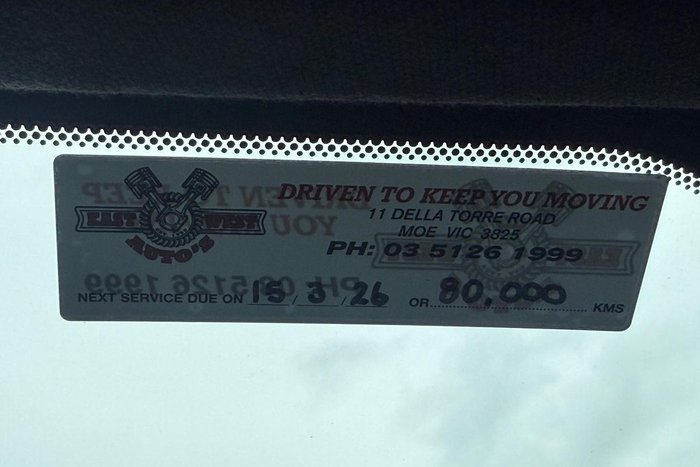 EAST WEST
AUTO'S
DRIVEN TO KEEP YOU MOVING
11 DELLA TORRE ROAD
MOE VIC 3825
PH: 03 5126 1999
NEXT SERVICE DUE ON 15/3/26 OR 80,000 KMS